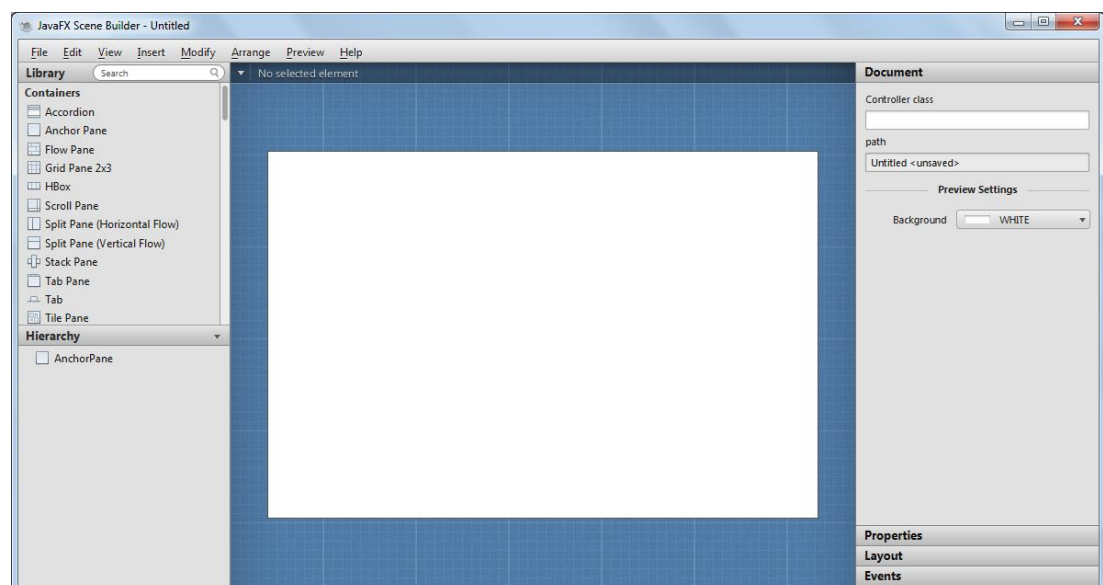 JavaFX Scene Builder - Untitled
File Edit View Insert Modify Arrange Preview Help
Library Search
No selected element
Containers
Accordion
Anchor Pane
Flow Pane
Grid Pane 2x3
HBox
Scroll Pane
Split Pane (Horizontal Flow)
Split Pane (Vertical Flow)
Stack Pane
Tab Pane
Tab
Tile Pane
Hierarchy
AnchorPane
Document
Controller class
path
Untitled <unsaved>
Preview Settings
Background WHITE
Properties
Layout
Events